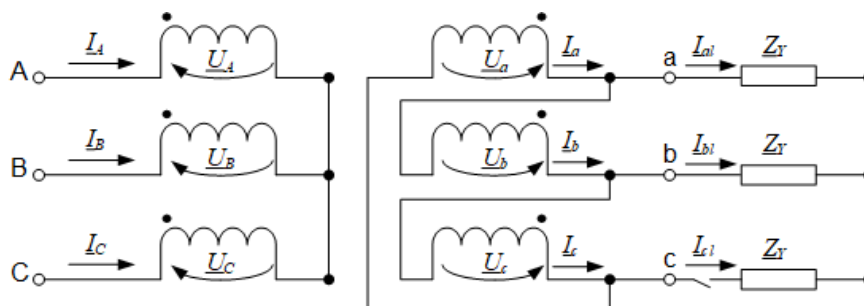 I_A U_A U_a I_a a I_al Z_Y
A
I_B U_B U_b I_b b I_bl Z_Y
B
I_C U_C U_c I_c c I_cl Z_Y
C